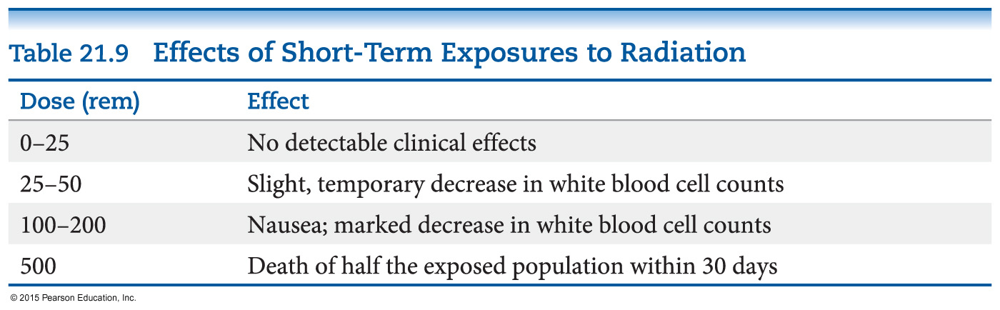 Table 21.9 Effects of Short-Term Exposures to Radiation
Dose (rem) Effect
0–25 No detectable clinical effects
25–50 Slight, temporary decrease in white blood cell counts
100–200 Nausea; marked decrease in white blood cell counts
500 Death of half the exposed population within 30 days
© 2015 Pearson Education, Inc.